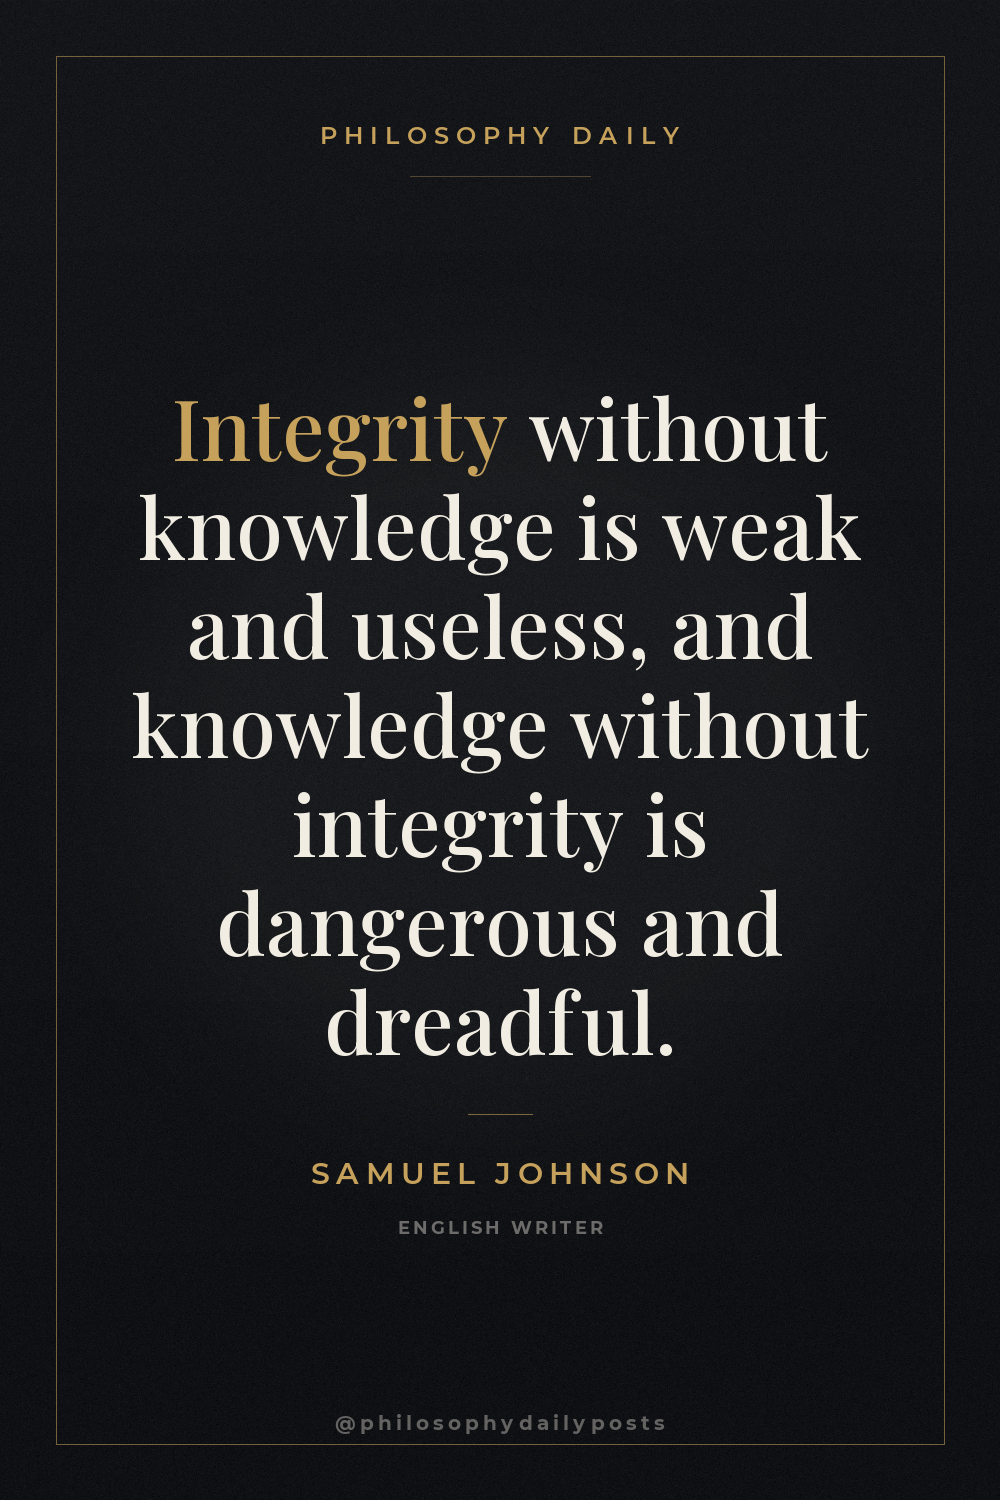 PHILOSOPHY DAILY
Integrity without
knowledge is weak
and useless, and
knowledge without
integrity is
dangerous and
dreadful.
SAMUEL JOHNSON
ENGLISH WRITER
@philosophydailyposts